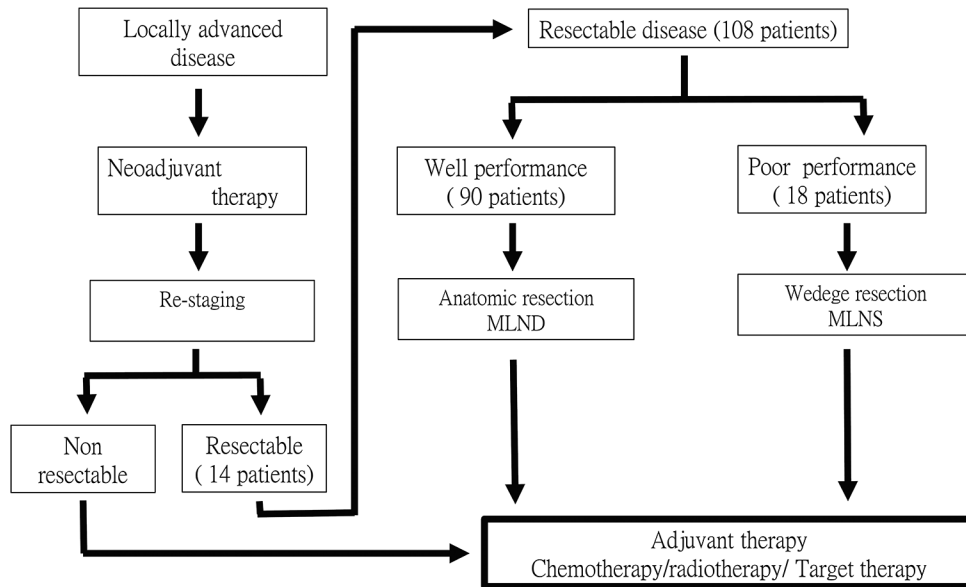 Locally advanced
disease
Neoadjuvant
therapy
Re-staging
Non
resectable
Resectable
( 14 patients)
Resectable disease (108 patients)
Well performance
( 90 patients)
Poor performance
( 18 patients)
Anatomic resection
MLND
Wedege resection
MLNS
Adjuvant therapy
Chemotherapy/radiotherapy/ Target therapy